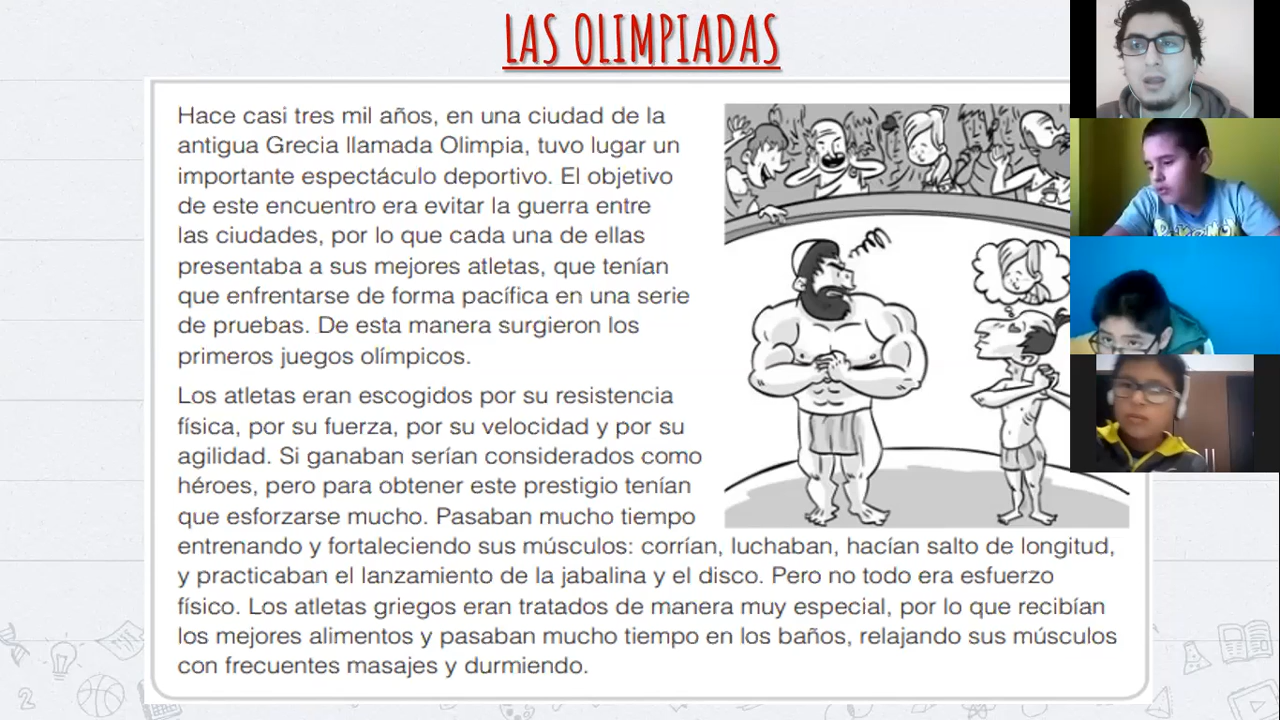 LAS OLIMPIADAS
Hace casi tres mil años, en una ciudad de la
antigua Grecia llamada Olimpia, tuvo lugar un
importante espectáculo deportivo. El objetivo
de este encuentro era evitar la guerra entre
las ciudades, por lo que cada una de ellas
presentaba a sus mejores atletas, que tenían
que enfrentarse de forma pacífica en una serie
de pruebas. De esta manera surgieron los
primeros juegos olímpicos.
Los atletas eran escogidos por su resistencia
física, por su fuerza, por su velocidad y por su
agilidad. Si ganaban serían considerados como
héroes, pero para obtener este prestigio tenían
que esforzarse mucho. Pasaban mucho tiempo
entrenando y fortaleciendo sus músculos: corrían, luchaban, hacían salto de longitud,
y practicaban el lanzamiento de la jabalina y el disco. Pero no todo era esfuerzo
físico. Los atletas griegos eran tratados de manera muy especial, por lo que recibían
los mejores alimentos y pasaban mucho tiempo en los baños, relajando sus músculos
con frecuentes masajes y durmiendo.